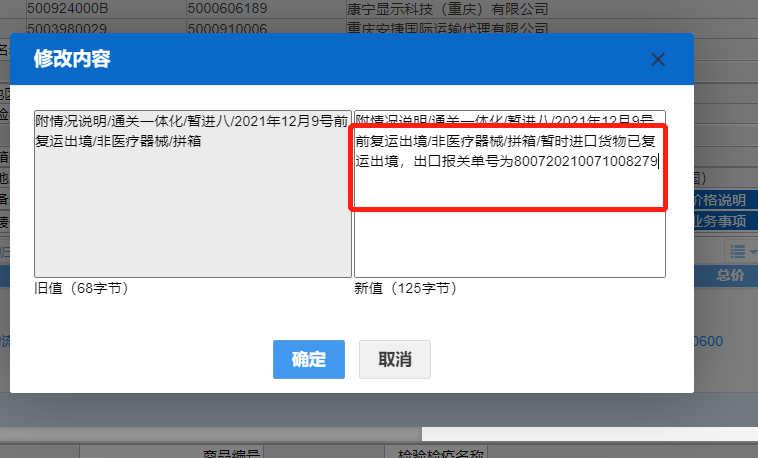 500924000B 5000606189 康宁显示科技（重庆）有限公司
5003980029 5000910006 重庆安捷国际运输代理有限公司
修改内容
附情况说明/通关一体化/暂进八/2021年12月9号前
复运出境/非医疗器械/拼箱
附情况说明/通关一体化/暂进八/2021年12月9号
前复运出境/非医疗器械/拼箱/暂时进口货物已复
运出境，出口报关单号为800720210071008279
旧值（68字节）
新值（125字节）
确定
取消
国）
价格说明
业务事项
总价
0600
商品编号
检验检疫名称